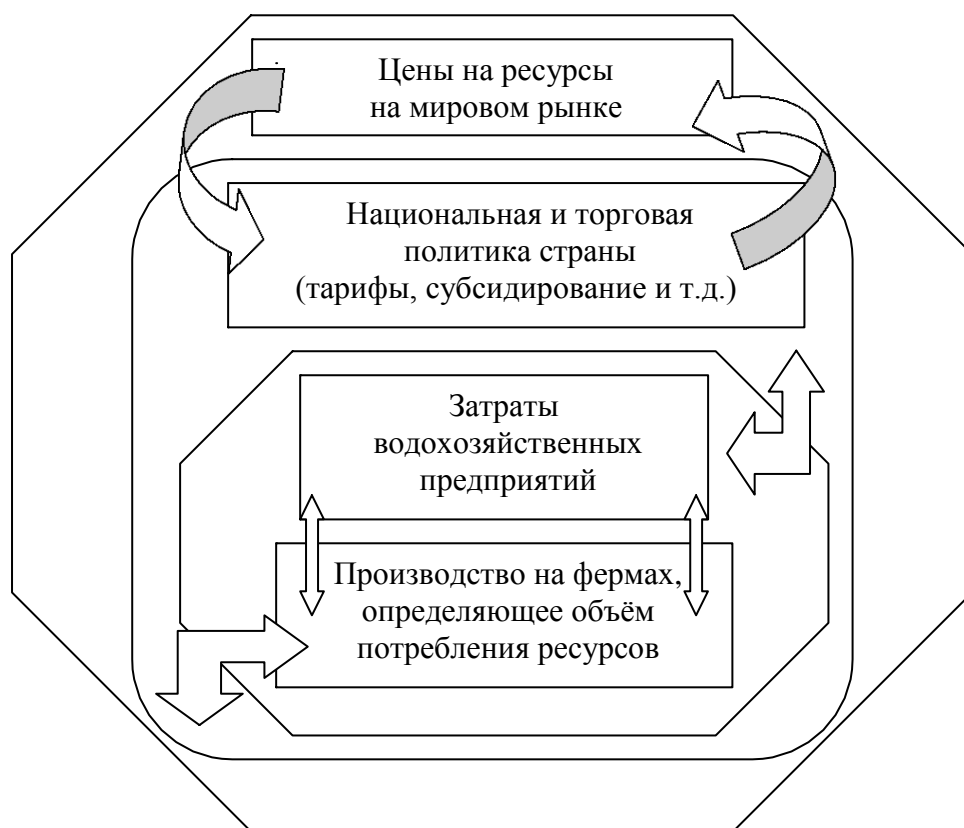 Цены на ресурсы
на мировом рынке
Национальная и торговая
политика страны
(тарифы, субсидирование и т.д.)
Затраты
водохозяйственных
предприятий
Производство на фермах,
определяющее объём
потребления ресурсов